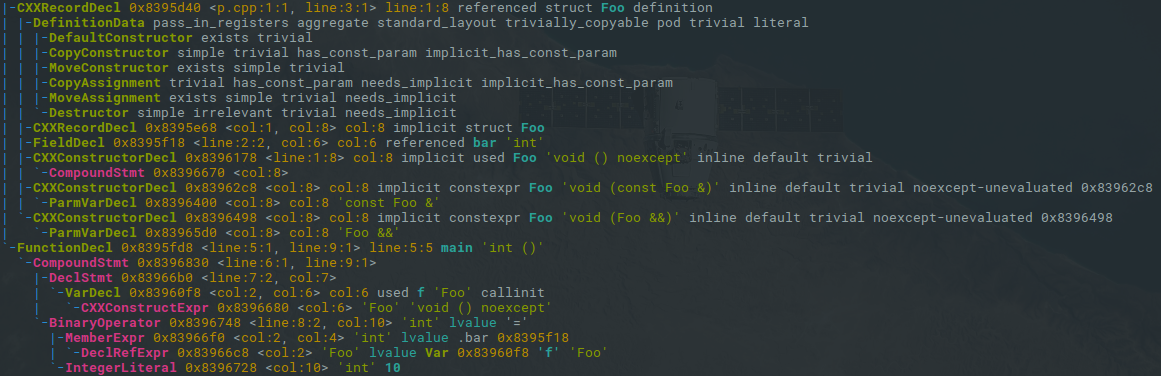 |-CXXRecordDecl 0x8395d40 <p.cpp:1:1, line:3:1> line:1:8 referenced struct Foo definition
| |-DefinitionData pass_in_registers aggregate standard_layout trivially_copyable pod trivial literal
| | |-DefaultConstructor exists trivial
| | |-CopyConstructor simple trivial has_const_param implicit_has_const_param
| | |-MoveConstructor exists simple trivial
| | |-CopyAssignment trivial has_const_param needs_implicit implicit_has_const_param
| | |-MoveAssignment exists simple trivial needs_implicit
| | `-Destructor simple irrelevant trivial needs_implicit
| |-CXXRecordDecl 0x8395e68 <col:1, col:8> col:8 implicit struct Foo
| |-FieldDecl 0x8395f18 <line:2:2, col:6> col:6 referenced bar 'int'
| |-CXXConstructorDecl 0x8396178 <line:1:8> col:8 implicit used Foo 'void () noexcept' inline default trivial
| | `-CompoundStmt 0x8396670 <col:8>
| |-CXXConstructorDecl 0x83962c8 <col:8> col:8 implicit constexpr Foo 'void (const Foo &)' inline default trivial noexcept-unevaluated 0x83962c8
| | `-ParmVarDecl 0x8396400 <col:8> col:8 'const Foo &'
| `-CXXConstructorDecl 0x8396498 <col:8> col:8 implicit constexpr Foo 'void (Foo &&)' inline default trivial noexcept-unevaluated 0x8396498
|   `-ParmVarDecl 0x83965d0 <col:8> col:8 'Foo &&'
`-FunctionDecl 0x8395fd8 <line:5:1, line:9:1> line:5:5 main 'int ()'
  `-CompoundStmt 0x8396830 <line:6:1, line:9:1>
    |-DeclStmt 0x83966b0 <line:7:2, col:7>
    | `-VarDecl 0x83960f8 <col:2, col:6> col:6 used f 'Foo' callinit
    |   `-CXXConstructExpr 0x8396680 <col:6> 'Foo' 'void () noexcept'
    `-BinaryOperator 0x8396748 <line:8:2, col:10> 'int' lvalue '='
      |-MemberExpr 0x83966f0 <col:2, col:4> 'int' lvalue .bar 0x8395f18
      | `-DeclRefExpr 0x83966c8 <col:2> 'Foo' lvalue Var 0x83960f8 'f' 'Foo'
      `-IntegerLiteral 0x8396728 <col:10> 'int' 10